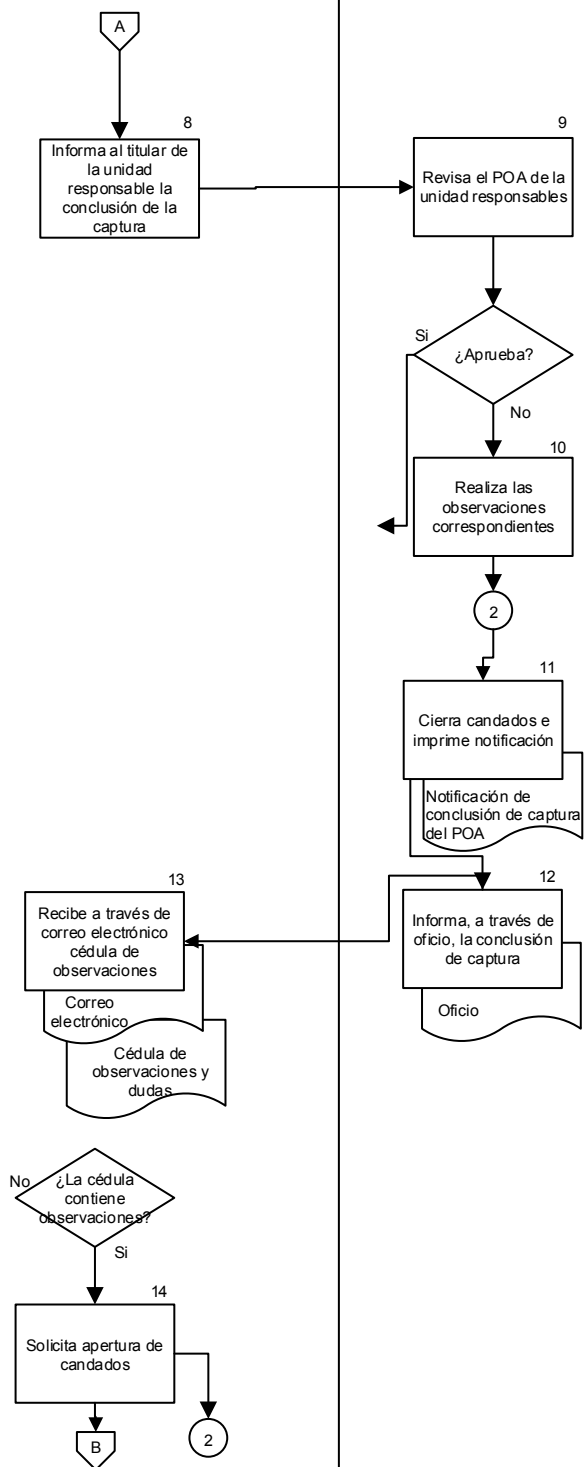 A
8
Informa al titular de
la unidad
responsable la
conclusión de la
captura
9
Revisa el POA de la
unidad responsables
Si
¿Aprueba?
No
10
Realiza las
observaciones
correspondientes
2
11
Cierra candados e
imprime notificación
Notificación de
conclusión de captura
del POA
12
Informa, a través de
oficio, la conclusión
de captura
Oficio
13
Recibe a través de
correo electrónico
cédula de
observaciones
Correo
electrónico
Cédula de
observaciones y
dudas
No
¿La cédula
contiene
observaciones?
Si
14
Solicita apertura de
candados
2
B